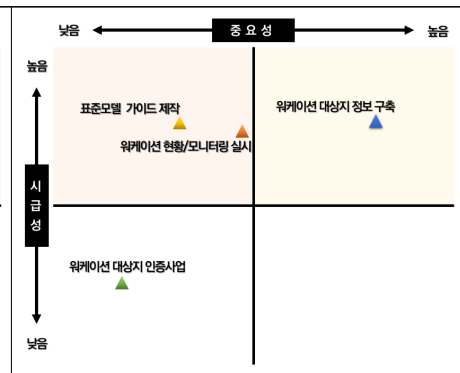 낮음
중 요 성
높음
높음
표준모델 가이드 제작
워케이션 대상지 정보 구축
워케이션 현황/모니터링 실시
시
급
성
워케이션 대상지 인증사업
낮음